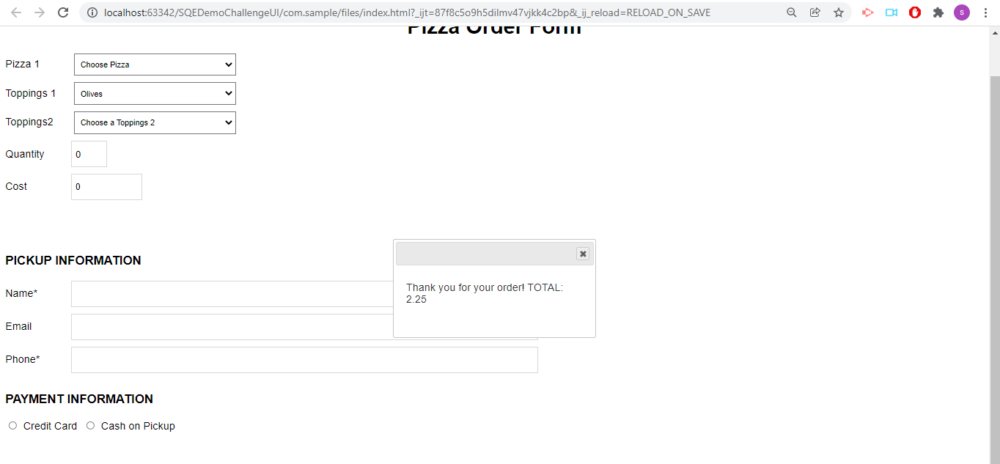 localhost:63342/SQEDemoChallengeUI/com.sample/files/index.html?_ijt=87f8c5o9h5dilmv47vjkk4c2bp&_ij_reload=RELOAD_ON_SAVE
S
Pizza Order Form
Pizza 1 Choose Pizza
Toppings 1 Olives
Toppings2 Choose a Toppings 2
Quantity 0
Cost 0
PICKUP INFORMATION
Name*
Email
Phone*
Thank you for your order! TOTAL:
2.25
PAYMENT INFORMATION
Credit Card Cash on Pickup